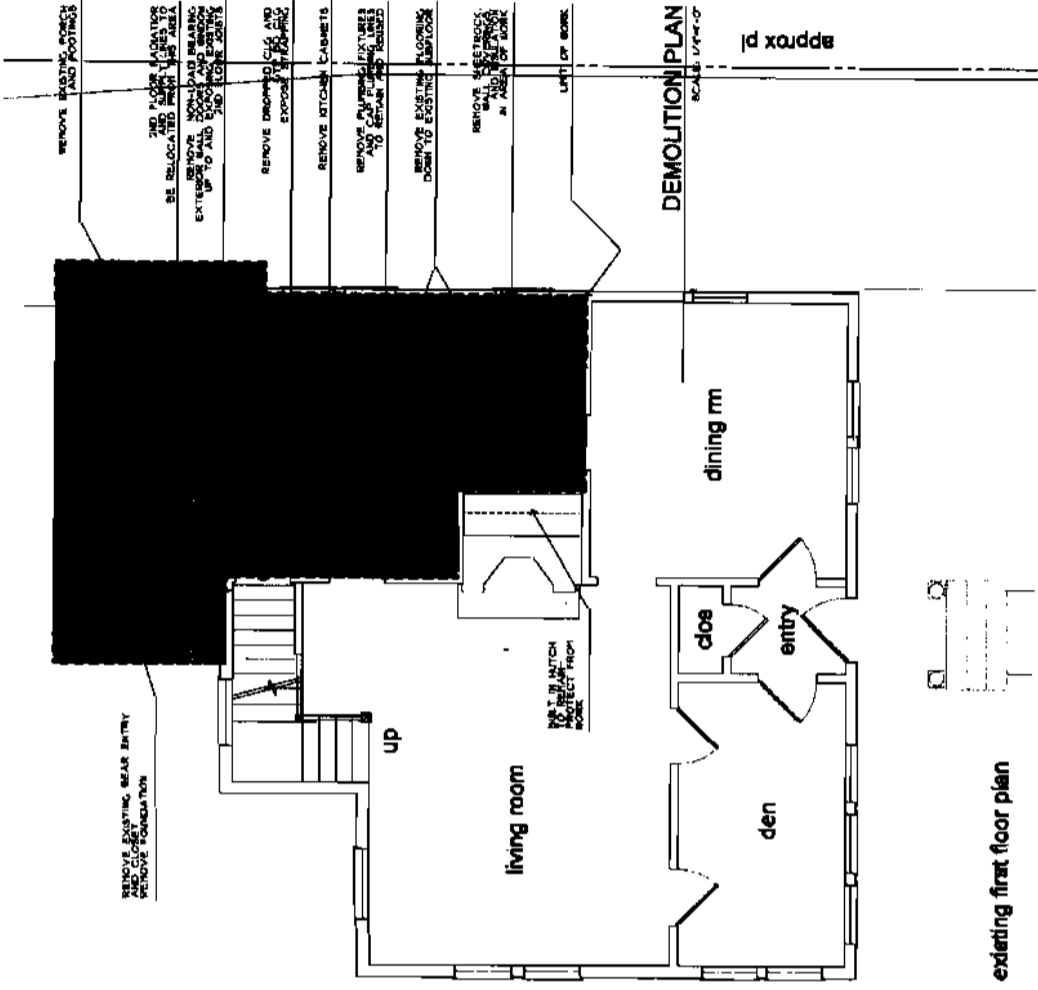 REMOVE EXISTING PORCH
AND FOOTINGS
2ND FLOOR RADIATOR
AND SUPPLY LINES TO
BE RELOCATED FROM THIS AREA
REMOVE NON-LOAD BEARING
EXTERIOR WALL DOORS AND WINDOW
UP TO AND EXPOSING EXISTING
2ND FLOOR JOISTS
REMOVE DROPPED CLG AND
EXPOSE STRAPPING
REMOVE KITCHEN CABINETS
REMOVE PLUMBING FIXTURES
AND CAP PLUMBING LINES
TO RETAIN AND REUSED
REMOVE EXISTING FLOORING
DOWN TO EXISTING SUBFLOOR
REMOVE SHEETROCK,
AND INSULATION
IN AREA OF WORK
LIMIT OF WORK
DEMOLITION PLAN
approx pl
REMOVE EXISTING REAR ENTRY
AND CLOSET
REMOVE FOUNDATION
up
living room
BUILT IN HUTCH
TO REMAIN
PROTECT FROM
WORK
dining rm
clos
entry
den
existing first floor plan